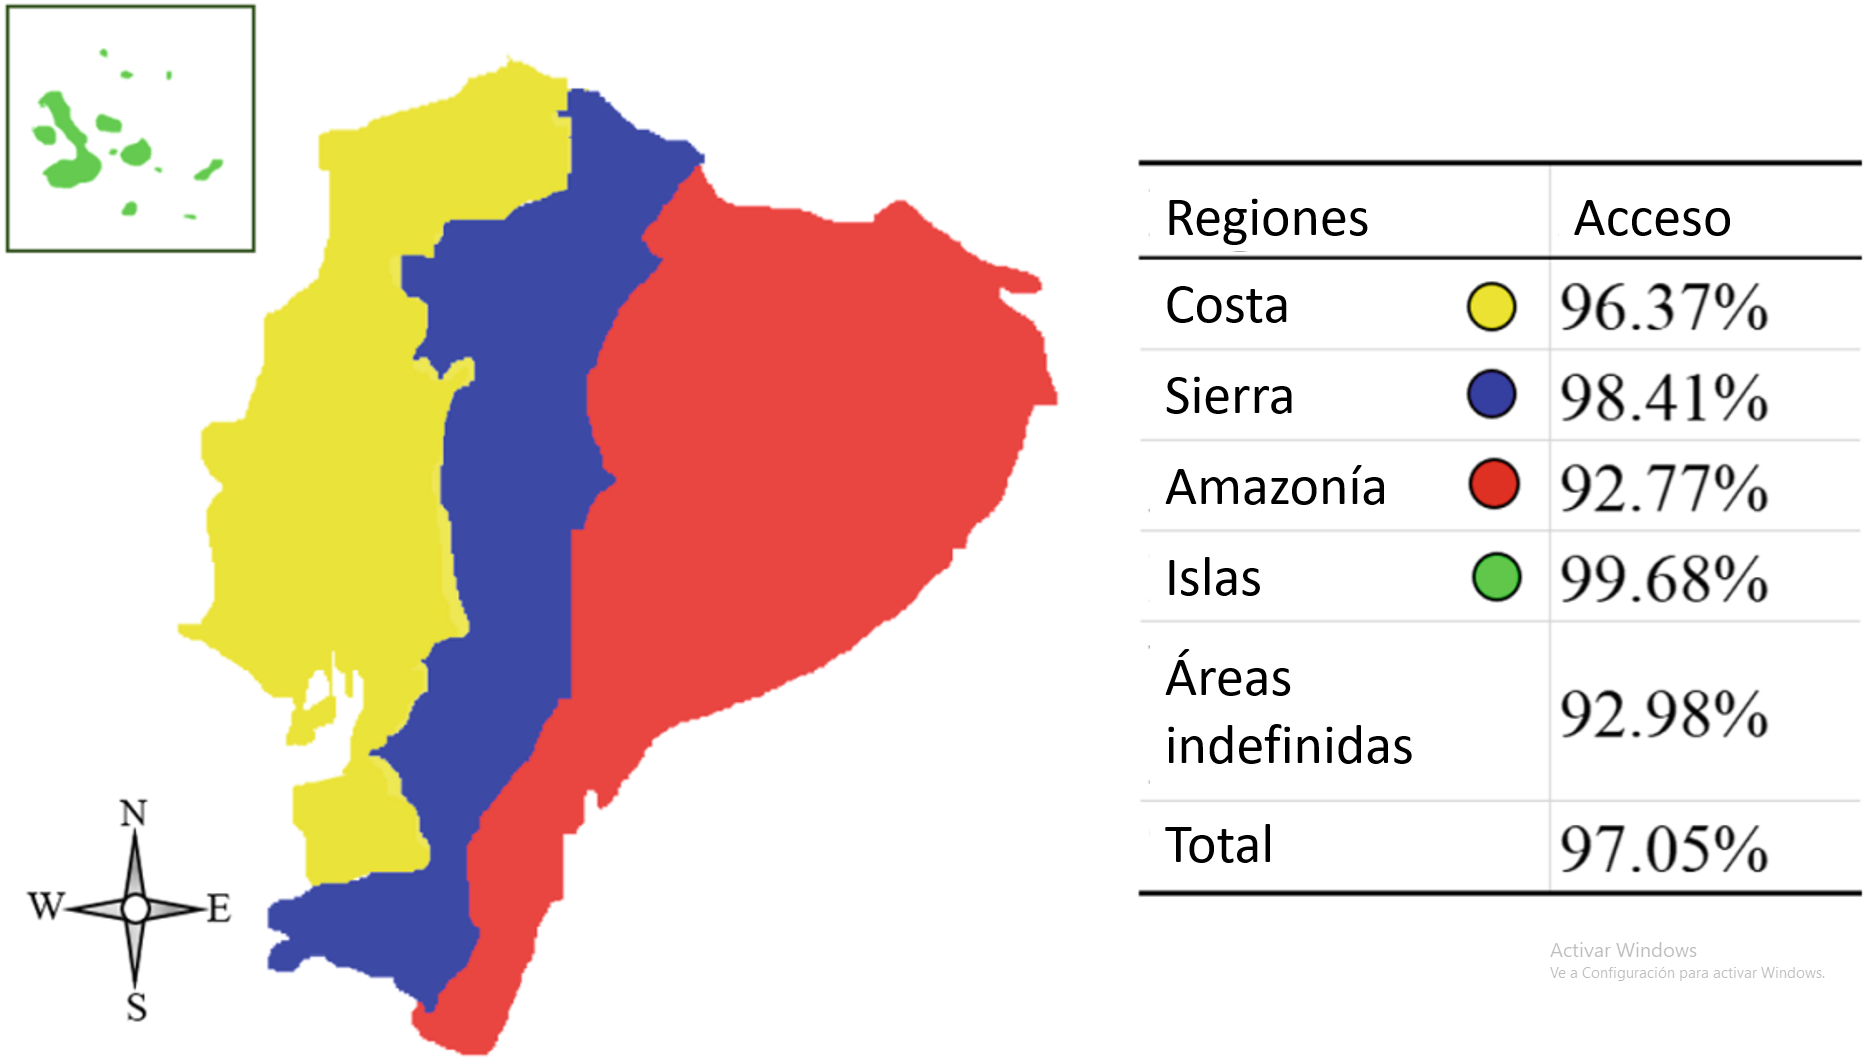 Regiones Acceso
Costa 96.37%
Sierra 98.41%
Amazonía 92.77%
Islas 99.68%
Áreas
indefinidas 92.98%
Total 97.05%
N
W E
S
Activar Windows
Ve a Configuración para activar Windows.